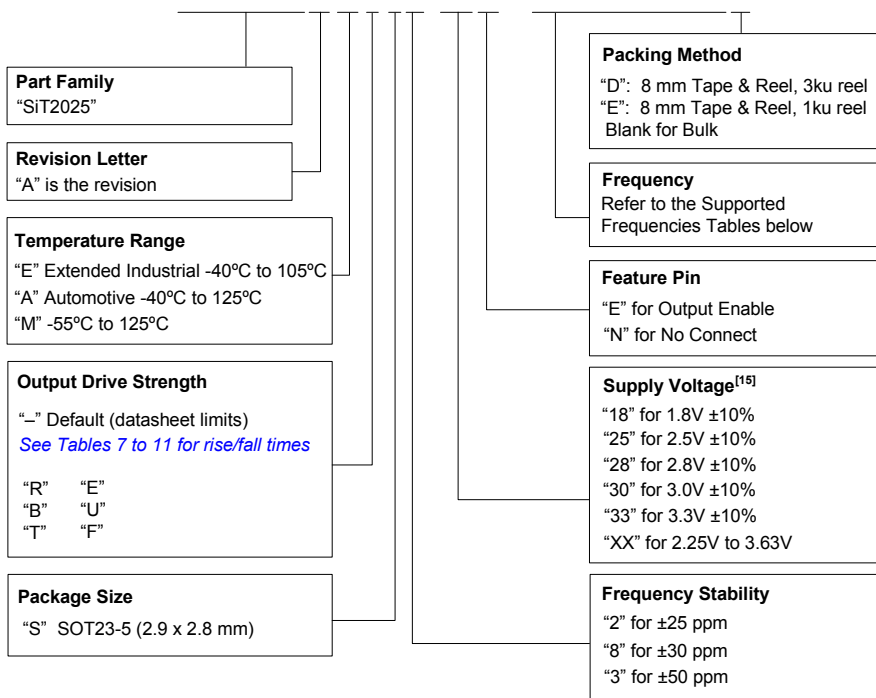 Part Family
“SiT2025”
Revision Letter
“A” is the revision
Temperature Range
“E” Extended Industrial -40ºC to 105ºC
“A” Automotive -40ºC to 125ºC
“M” -55ºC to 125ºC
Output Drive Strength
“–” Default (datasheet limits)
See Tables 7 to 11 for rise/fall times
“R” “E”
“B” “U”
“T” “F”
Package Size
“S” SOT23-5 (2.9 x 2.8 mm)
Packing Method
“D”: 8 mm Tape & Reel, 3ku reel
“E”: 8 mm Tape & Reel, 1ku reel
Blank for Bulk
Frequency
Refer to the Supported
Frequencies Tables below
Feature Pin
“E” for Output Enable
“N” for No Connect
Supply Voltage[15]
“18” for 1.8V ±10%
“25” for 2.5V ±10%
“28” for 2.8V ±10%
“30” for 3.0V ±10%
“33” for 3.3V ±10%
“XX” for 2.25V to 3.63V
Frequency Stability
“2” for ±25 ppm
“8” for ±30 ppm
“3” for ±50 ppm